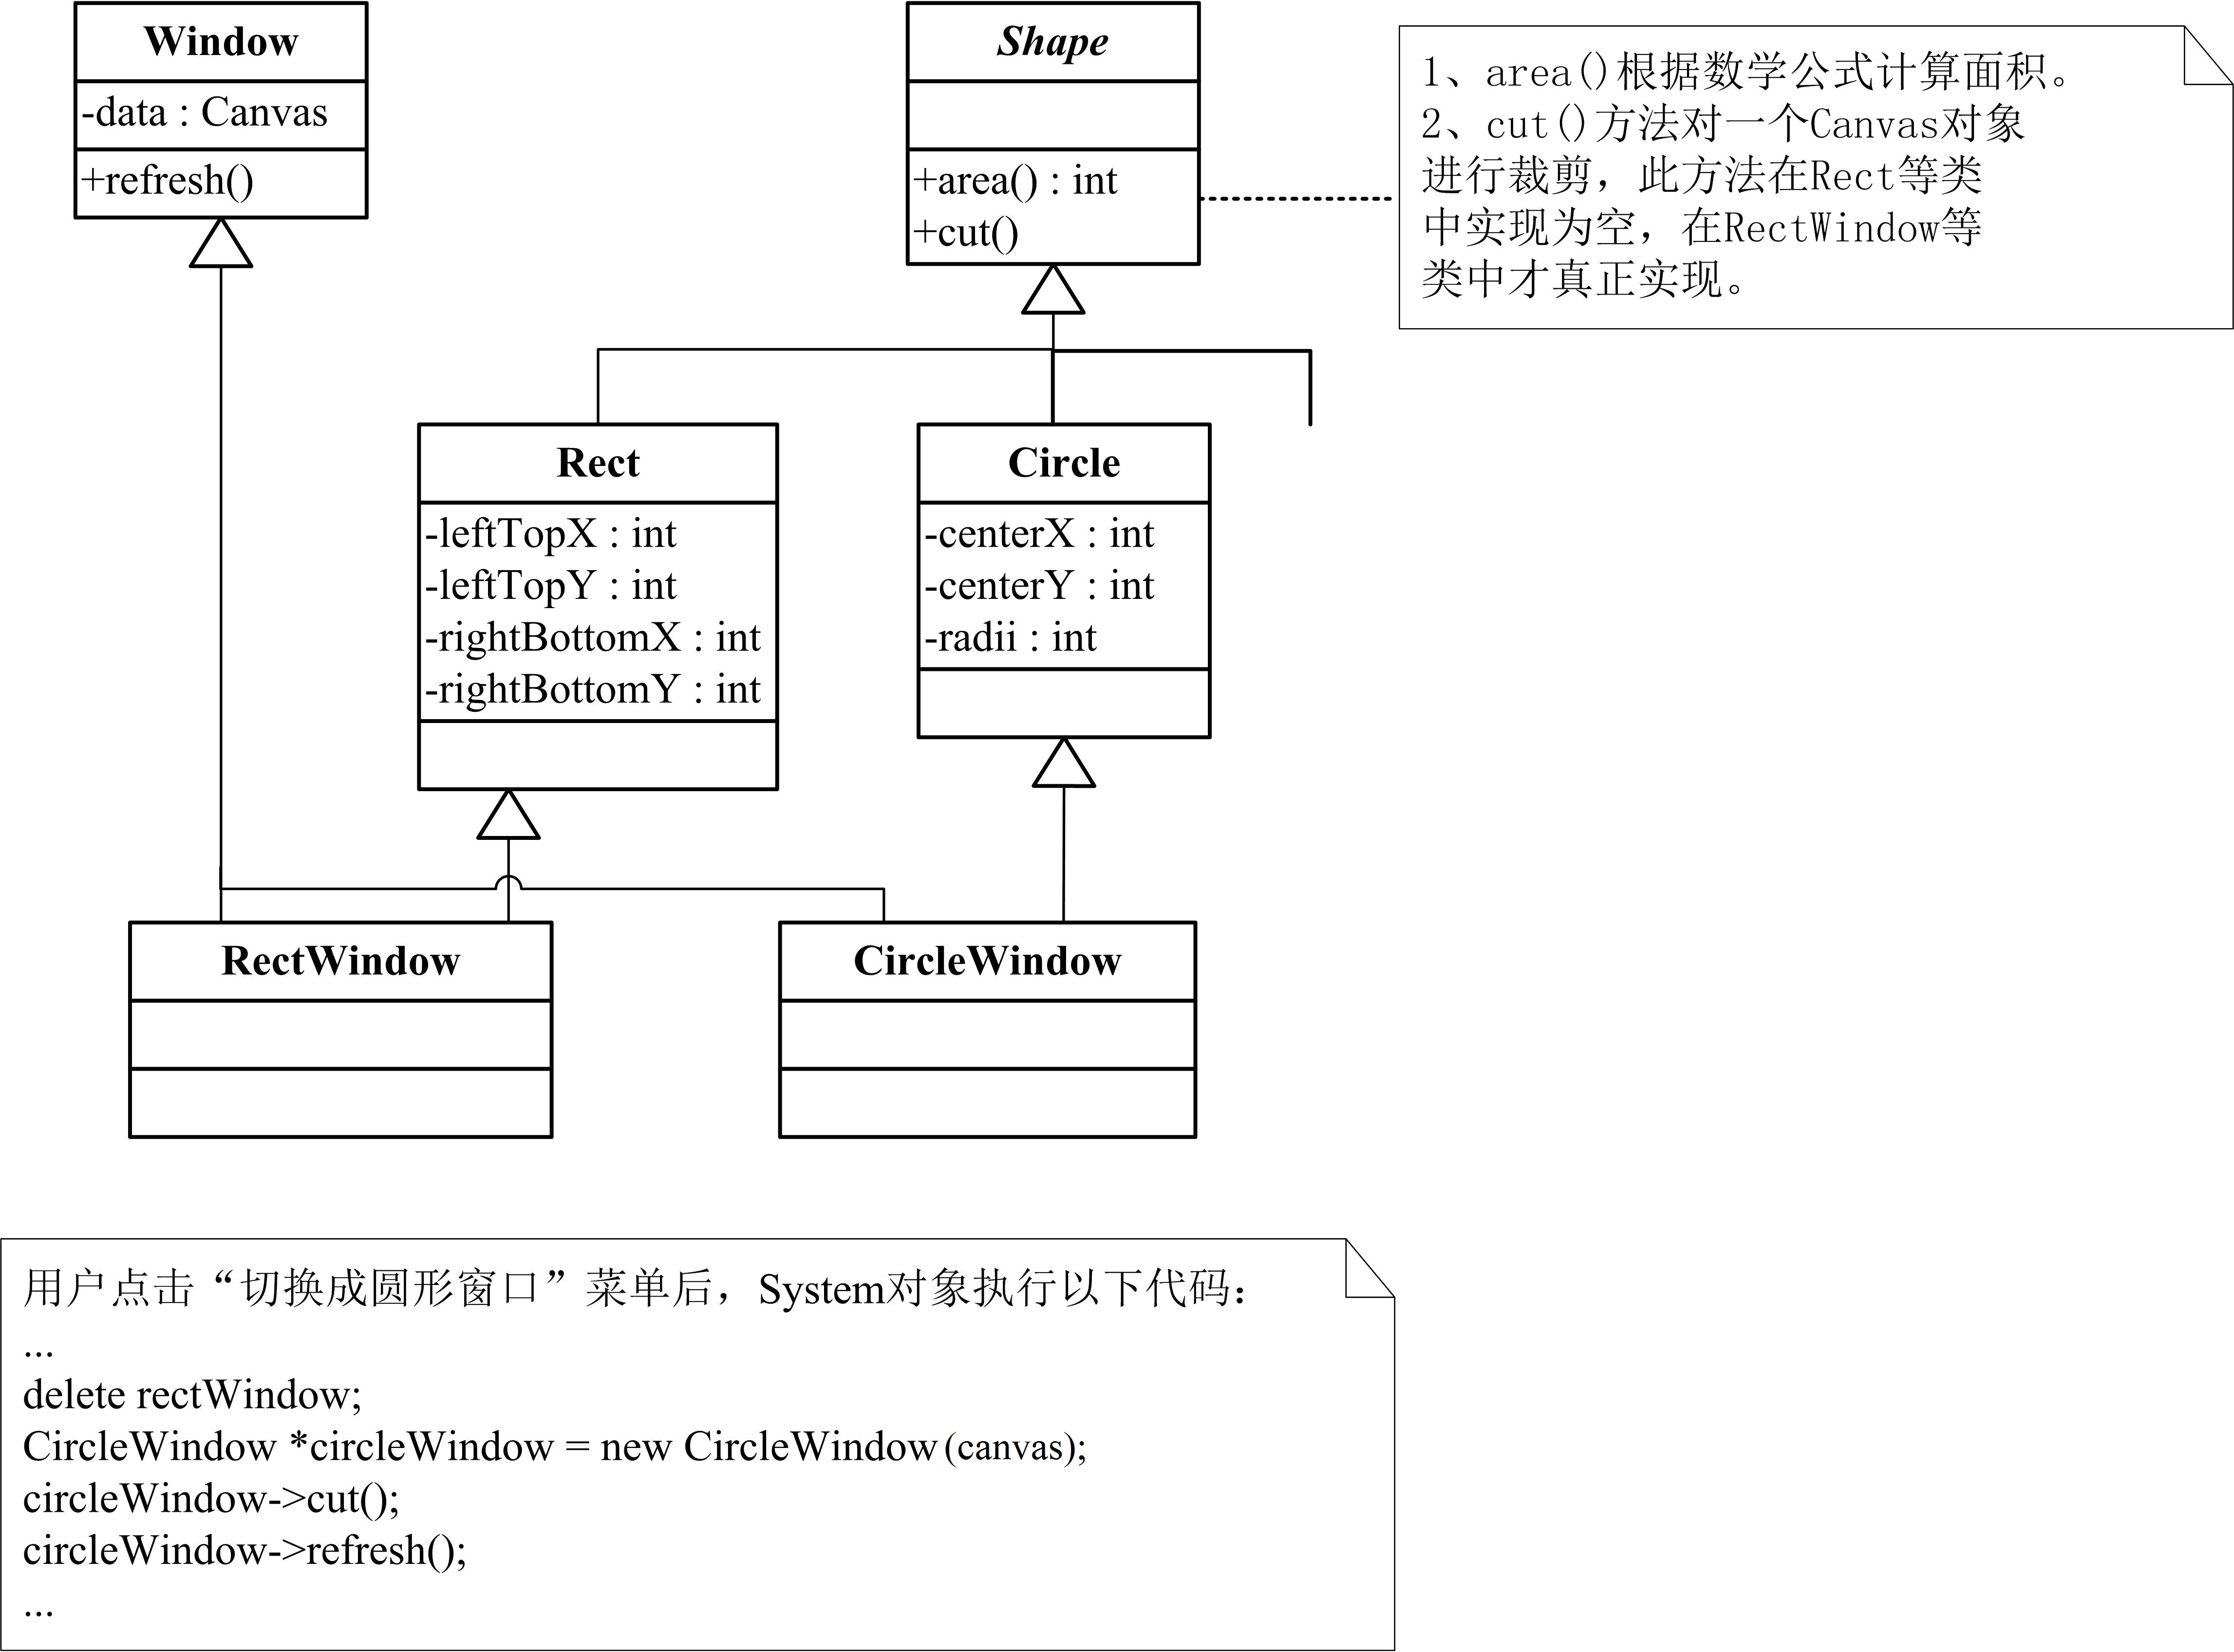 Window
-data : Canvas
+refresh()
Shape
+area() : int
+cut()
1、area()根据数学公式计算面积。
2、cut()方法对一个Canvas对象
进行裁剪，此方法在Rect等类
中实现为空，在RectWindow等
类中才真正实现。
Rect
-leftTopX : int
-leftTopY : int
-rightBottomX : int
-rightBottomY : int
Circle
-centerX : int
-centerY : int
-radii : int
RectWindow
CircleWindow
用户点击“切换成圆形窗口”菜单后，System对象执行以下代码：
...
delete rectWindow;
CircleWindow *circleWindow = new CircleWindow(canvas);
circleWindow->cut();
circleWindow->refresh();
...